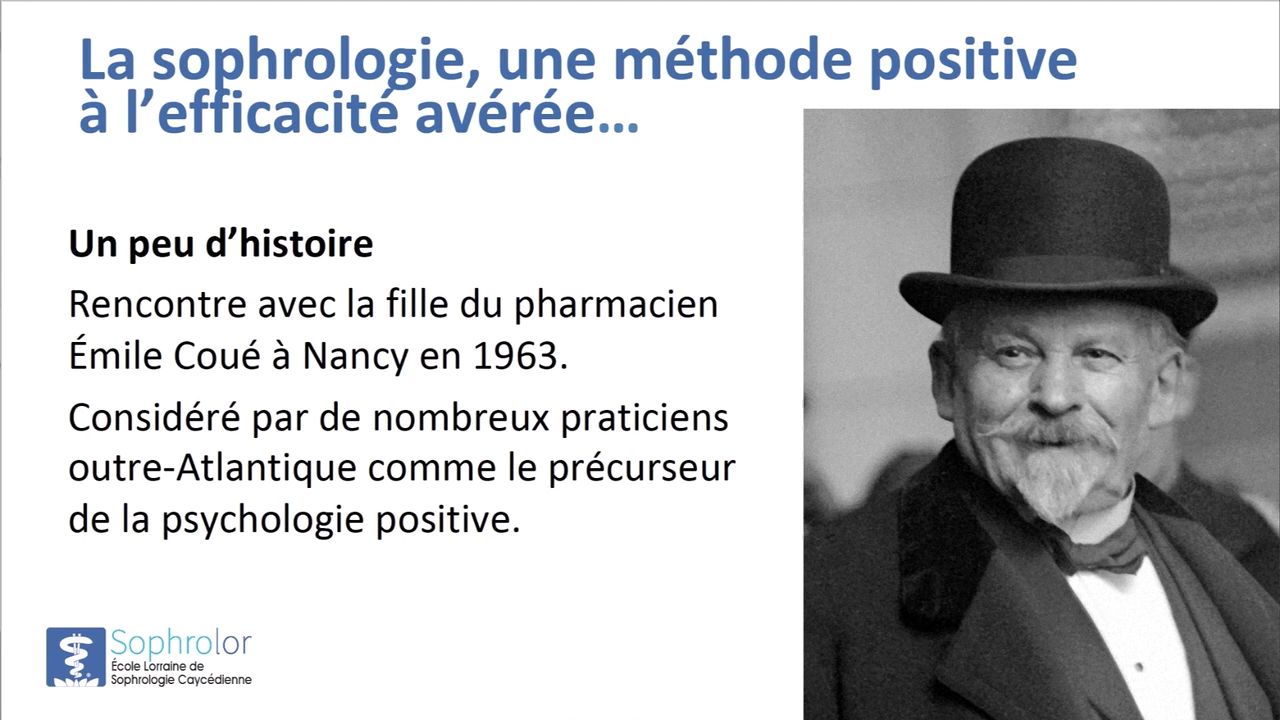 La sophrologie, une méthode positive
à l’efficacité avérée…
Un peu d’histoire
Rencontre avec la fille du pharmacien
Émile Coué à Nancy en 1963.
Considéré par de nombreux praticiens
outre-Atlantique comme le précurseur
de la psychologie positive.
Sophrolor
École Lorraine de
Sophrologie Caycédienne